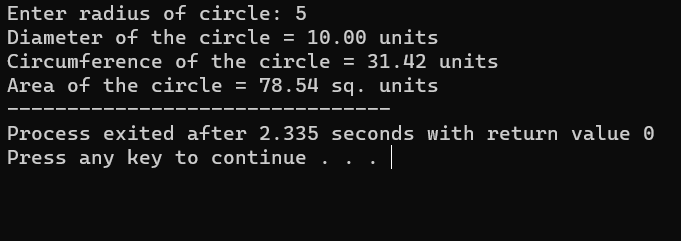 Enter radius of circle: 5
Diameter of the circle = 10.00 units
Circumference of the circle = 31.42 units
Area of the circle = 78.54 sq. units
--------------------------------
Process exited after 2.335 seconds with return value 0
Press any key to continue . . .